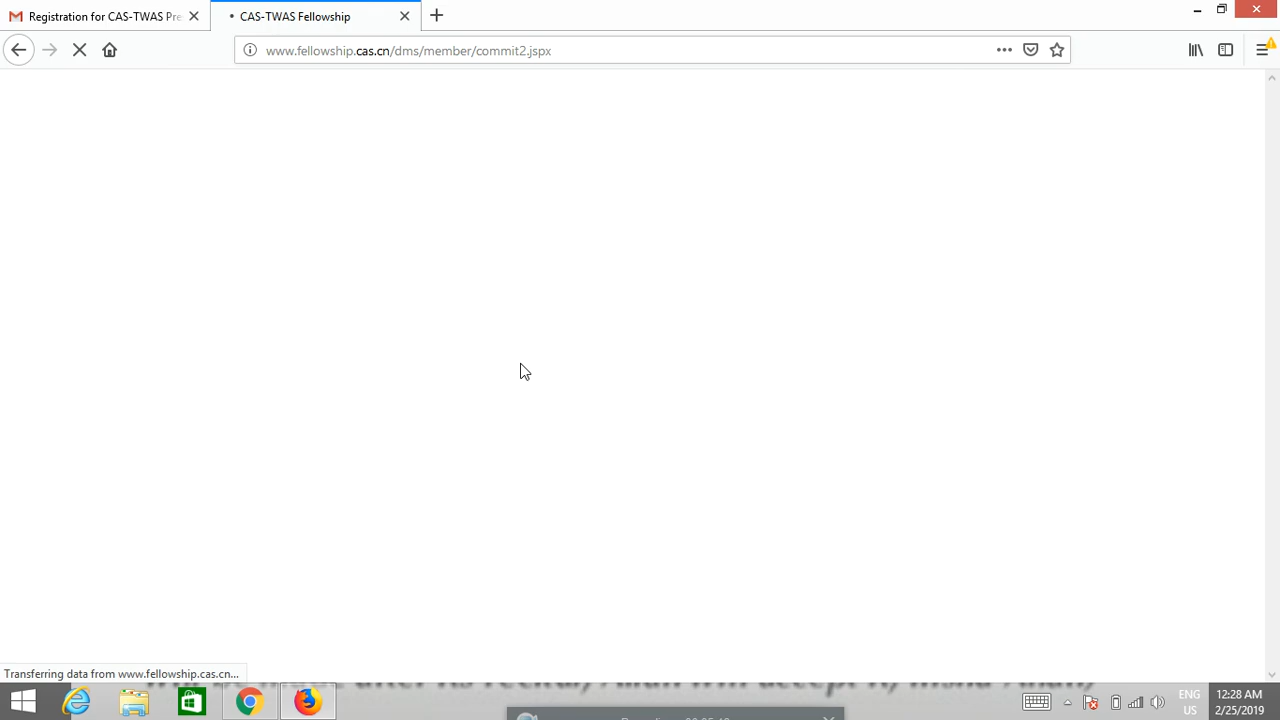 Registration for CAS-TWAS Pre
CAS-TWAS Fellowship
www.fellowship.cas.cn/dms/member/commit2.jspx
Transferring data from www.fellowship.cas.cn...
ENG
US
12:28 AM
2/25/2019